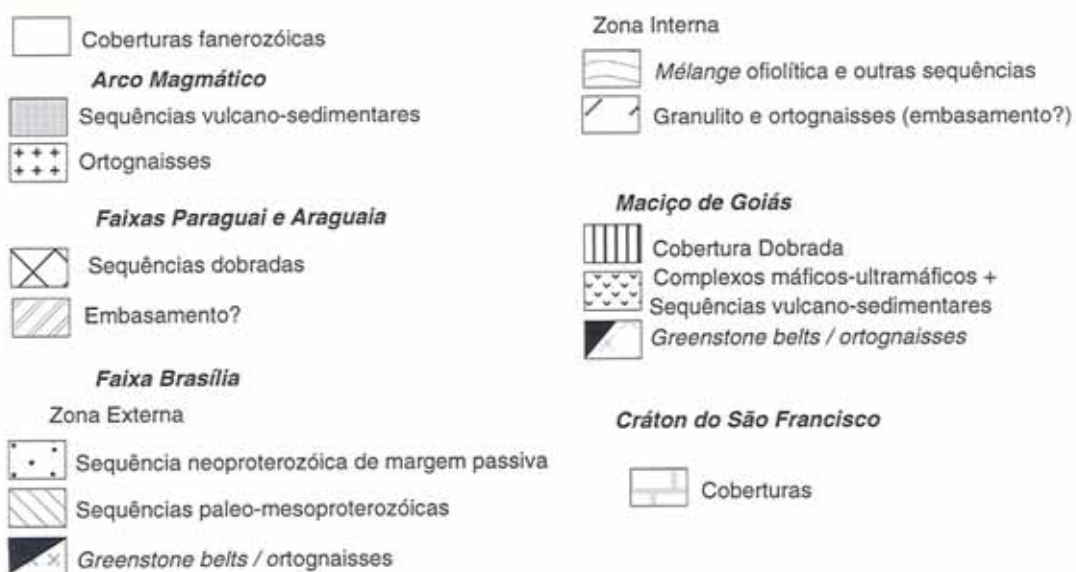 Coberturas fanerozóicas
Arco Magmático
Sequências vulcano-sedimentares
Ortognaisses
Faixas Paraguai e Araguaia
Sequências dobradas
Embasamento?
Faixa Brasília
Zona Externa
Sequência neoproterozóica de margem passiva
Sequências paleo-mesoproterozóicas
Greenstone belts / ortognaisses
Zona Interna
Mélange ofiolítica e outras sequências
Granulito e ortognaisses (embasamento?)
Maciço de Goiás
Cobertura Dobrada
Complexos máficos-ultramáficos +
Sequências vulcano-sedimentares
Greenstone belts / ortognaisses
Cráton do São Francisco
Coberturas